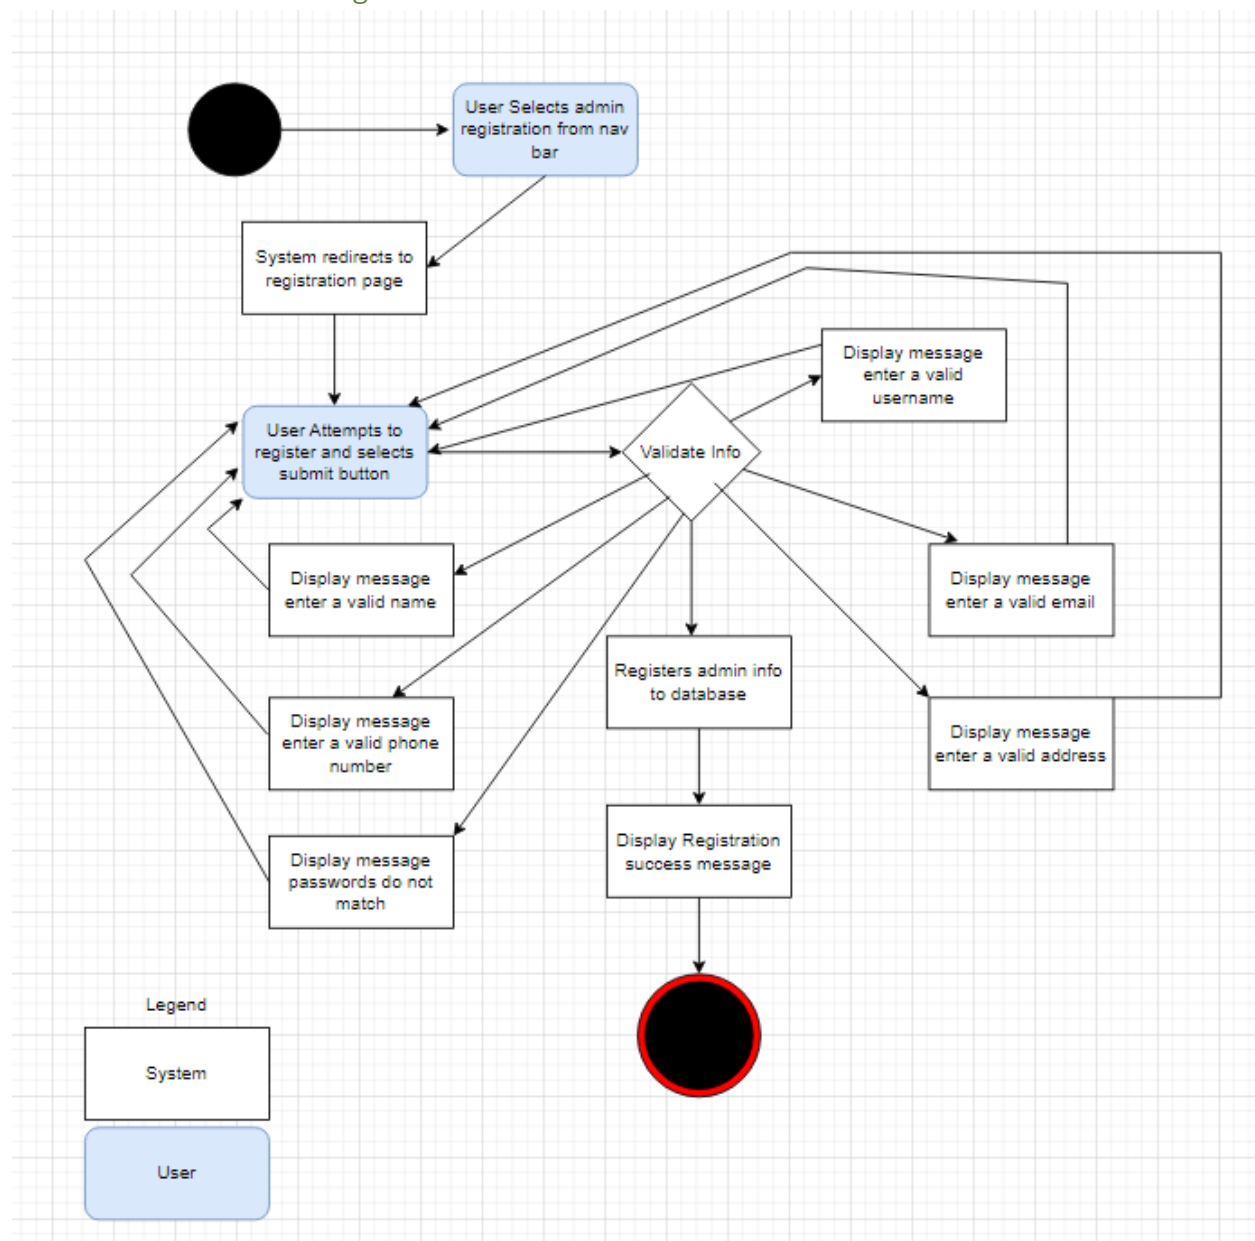 User Selects admin
registration from nav
bar
System redirects to
registration page
Display message
enter a valid
username
User Attempts to
register and selects
submit button
Validate Info
Display message
enter a valid name
Display message
enter a valid email
Registers admin info
to database
Display message
enter a valid phone
number
Display message
enter a valid address
Display Registration
success message
Display message
passwords do not
match
Legend
System
User